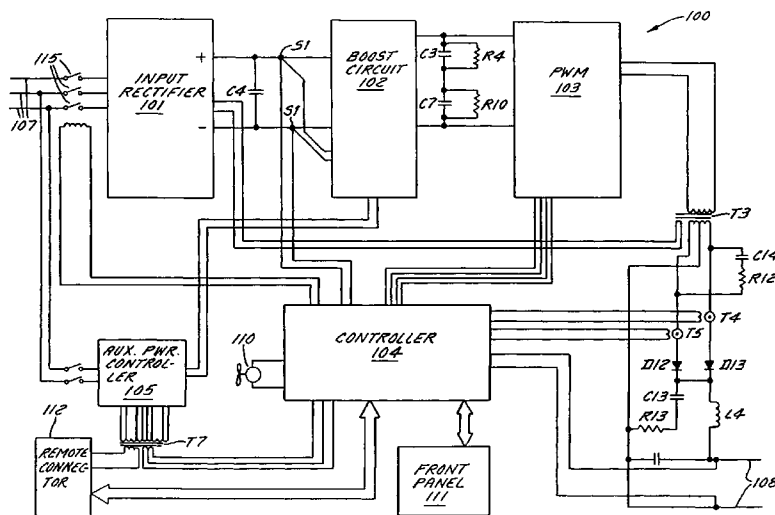 100
115
INPUT
RECTIFIER
101
+
-
107
S1
S1
C4
BOOST
CIRCUIT
102
C3
R4
C7
R10
PWM
103
T3
C14
R12
T4
T5
D12
D13
C13
R13
L4
108
CONTROLLER
104
110
AUX. PWR.
CONTROL-
LER
105
T7
112
REMOTE
CONNEC-
TOR
FRONT
PANEL
111